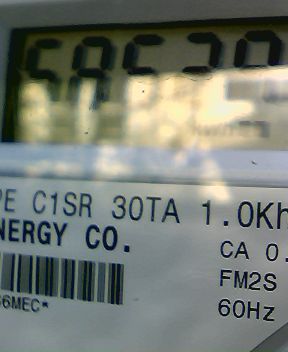 PE C1SR 30TA 1.0Kh
NERGY CO.
CA 0.
FM2S
6MEC*
60Hz